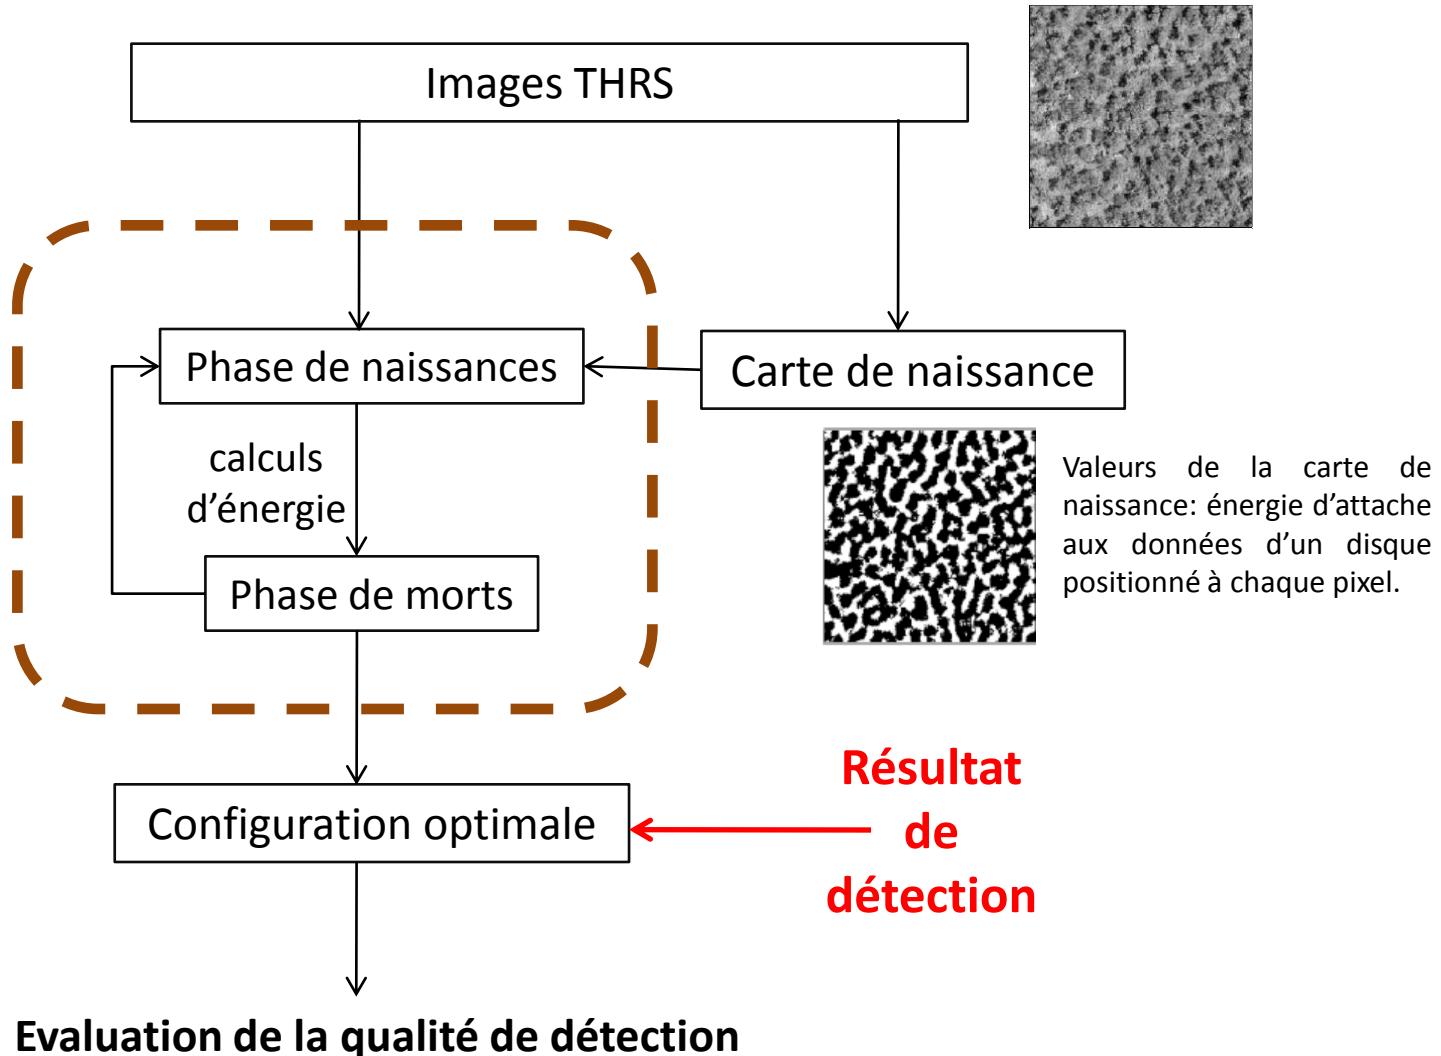 Images THRS
Phase de naissances
Carte de naissance
calculs
d’énergie
Valeurs de la carte de
naissance: énergie d’attache
aux données d’un disque
positionné à chaque pixel.
Phase de morts
Résultat
de
détection
Configuration optimale
Evaluation de la qualité de détection